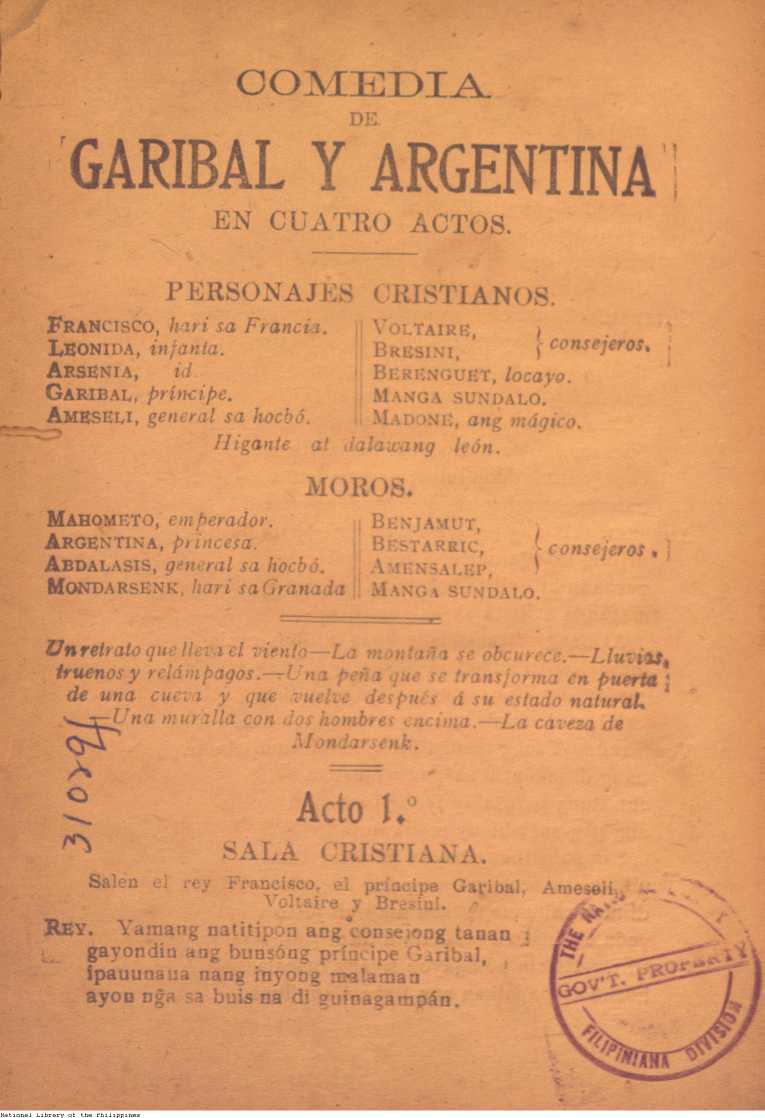 COMEDIA
DE
GARIBAL Y ARGENTINA
EN CUATRO ACTOS.
PERSONAJES CRISTIANOS.
FRANCISCO, hari sa Francia.
LEONIDA, infanta.
ARSENIA, id.
GARIBAL, príncipe.
AMESELI, general sa hocbó.
VOLTAIRE,
BRESINI,
consejeros.
BERENGUET, locayo.
MANGA SUNDALO.
MADONE, ang mágico.
Higante at dalawang león.
MOROS.
MAHOMETO, emperador.
ARGENTINA, princesa.
ABDALASIS, general sa hocbó.
MONDARSENK, hari sa Granada
BENJAMUT,
BESTARRIC,
AMENSALEP,
consejeros.
MANGA SUNDALO.
Un retrato que lleva el viento—La montaña se obcurece.—Lluvias,
truenos y relámpagos.—Una peña que se transforma en puerta
de una cueva y que vuelve después á su estado natural.
—Una muralla con dos hombres encima.—La caveza de
Mondarsenk.
31029
Acto 1.º
SALA CRISTIANA.
Salen el rey Francisco, el príncipe Garibal, Ameseli,
Voltaire y Bresini.
REY. Yamang natitipon ang consejong tanan
gayondin ang bunsóng príncipe Garibal,
ipauunaua nang inyong malaman
ayon ng̃a sa buis na di guinagampán.
THE
GOV'T. PROPERTY
FILIPINIANA DIVISION
National Library of the Philippines